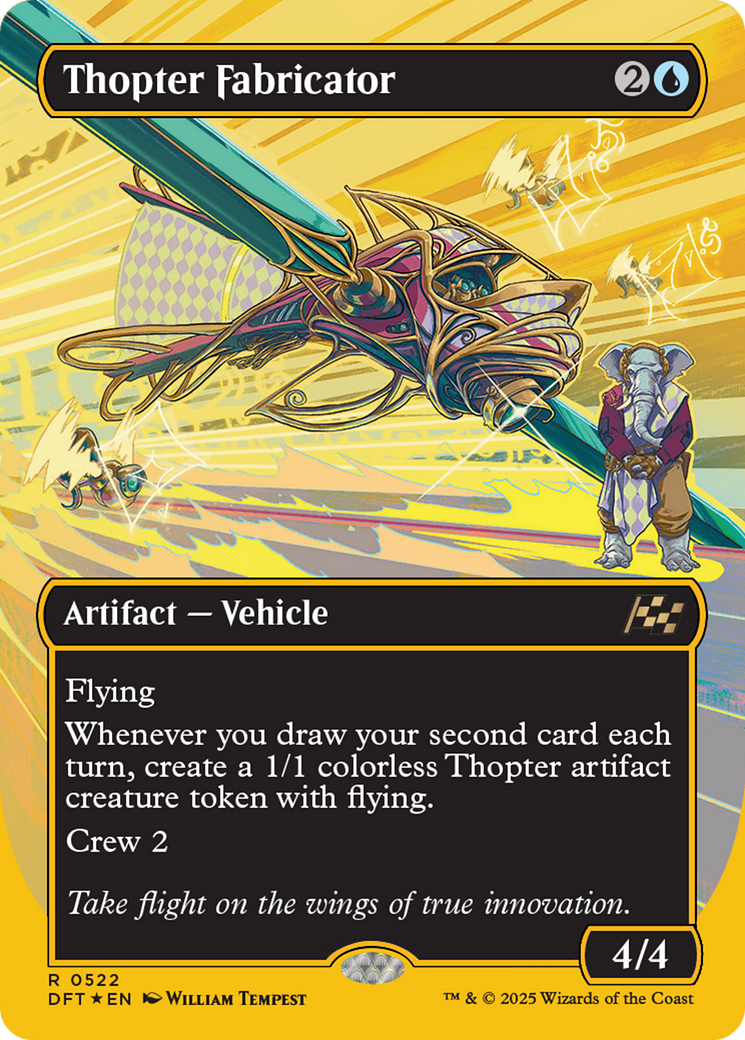 Thopter Fabricator 2
Artifact — Vehicle
Flying
Whenever you draw your second card each
turn, create a 1/1 colorless Thopter artifact
creature token with flying.
Crew 2
Take flight on the wings of true innovation.
4/4
R 0522
DFT★EN WILLIAM TEMPEST
™ & © 2025 Wizards of the Coast